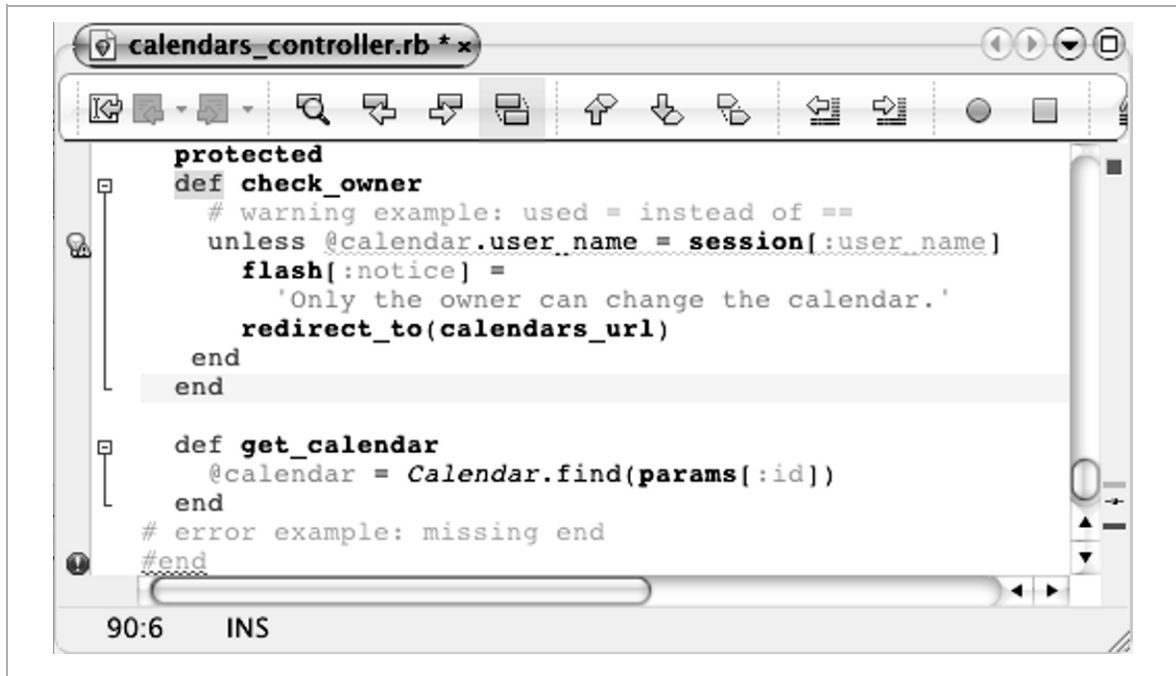 calendars_controller.rb * ×
protected
def check_owner
# warning example: used = instead of ==
unless @calendar.user_name = session[:user_name]
flash[:notice] =
'Only the owner can change the calendar.'
redirect_to(calendars_url)
end
end
def get_calendar
@calendar = Calendar.find(params[:id])
end
# error example: missing end
#end
90:6 INS